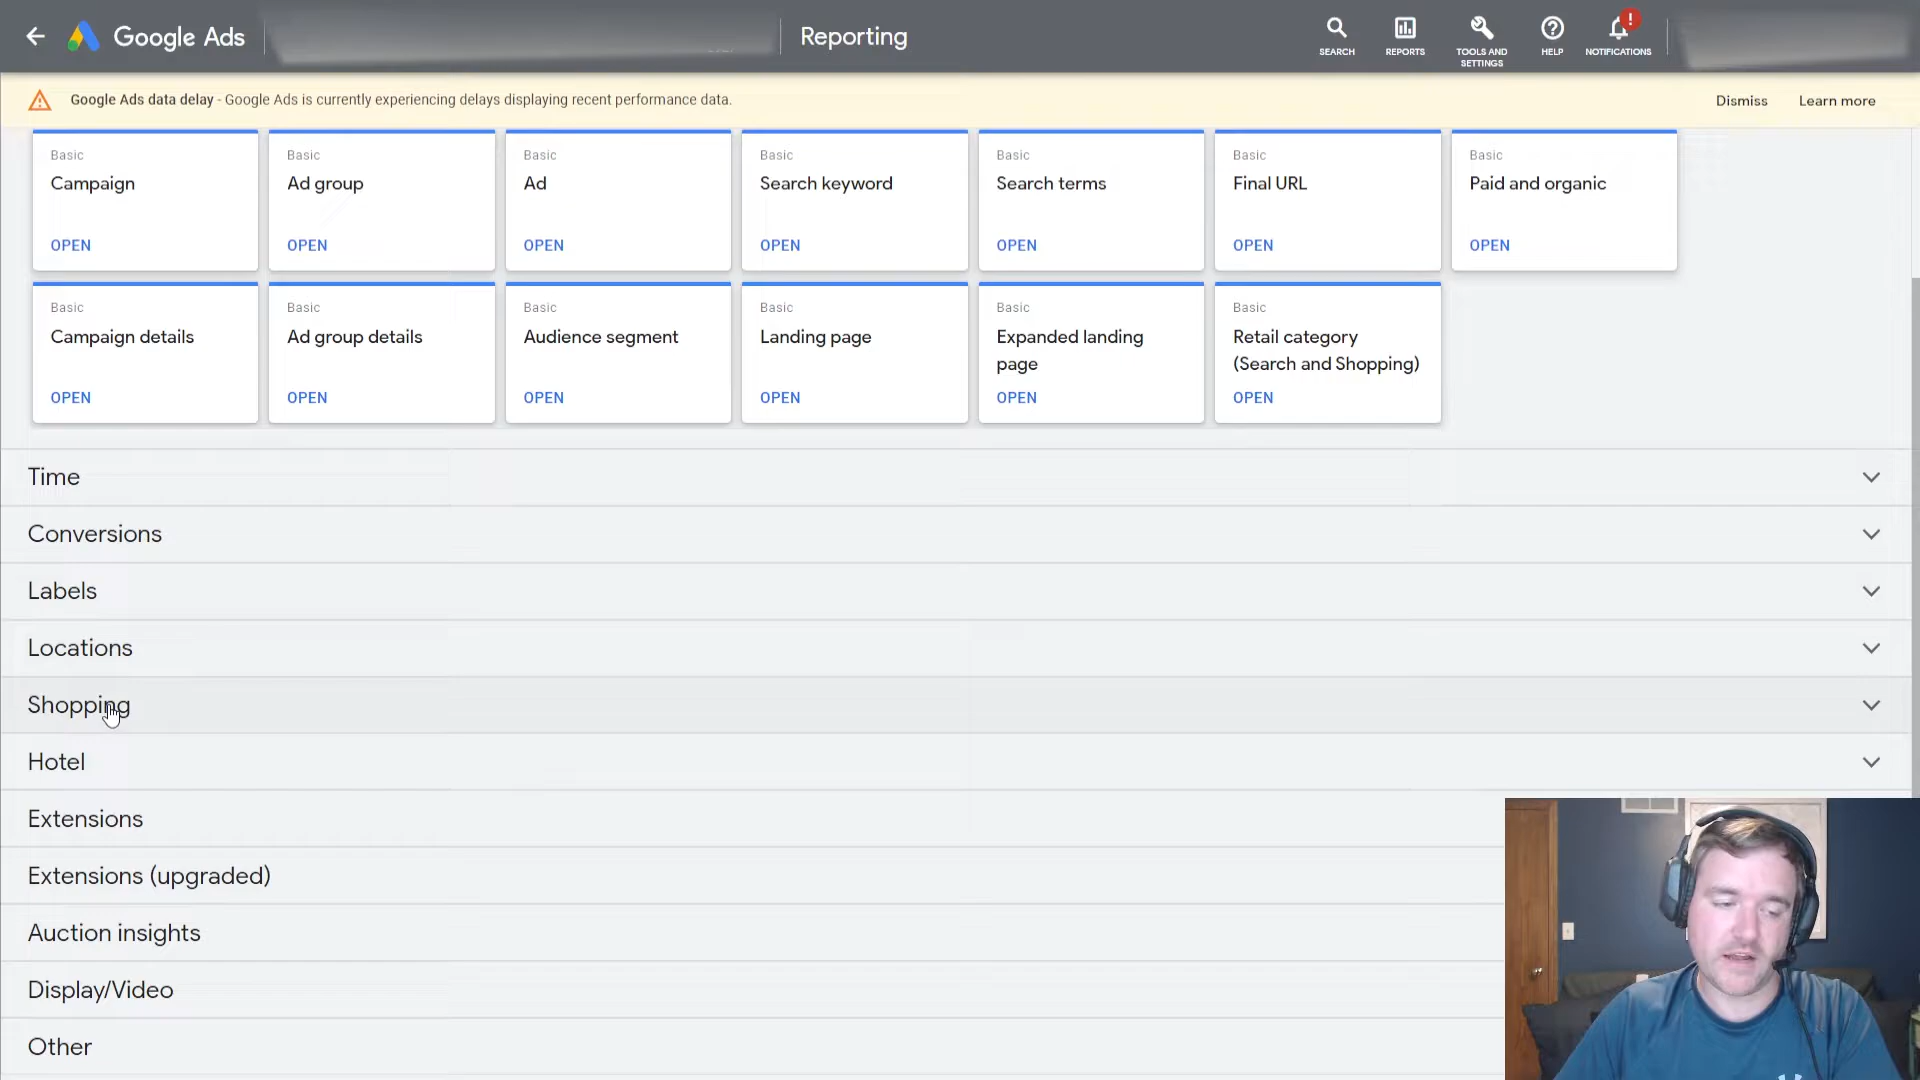 Google Ads
Reporting
SEARCH
REPORTS
TOOLS AND
SETTINGS
HELP
!
NOTIFICATIONS
Google Ads data delay - Google Ads is currently experiencing delays displaying recent performance data.
Dismiss
Learn more
Basic
Campaign
OPEN
Basic
Ad group
OPEN
Basic
Ad
OPEN
Basic
Search keyword
OPEN
Basic
Search terms
OPEN
Basic
Final URL
OPEN
Basic
Paid and organic
OPEN
Basic
Campaign details
OPEN
Basic
Ad group details
OPEN
Basic
Audience segment
OPEN
Basic
Landing page
OPEN
Basic
Expanded landing
page
OPEN
Basic
Retail category
(Search and Shopping)
OPEN
Time
Conversions
Labels
Locations
Shopping
Hotel
Extensions
Extensions (upgraded)
Auction insights
Display/Video
Other